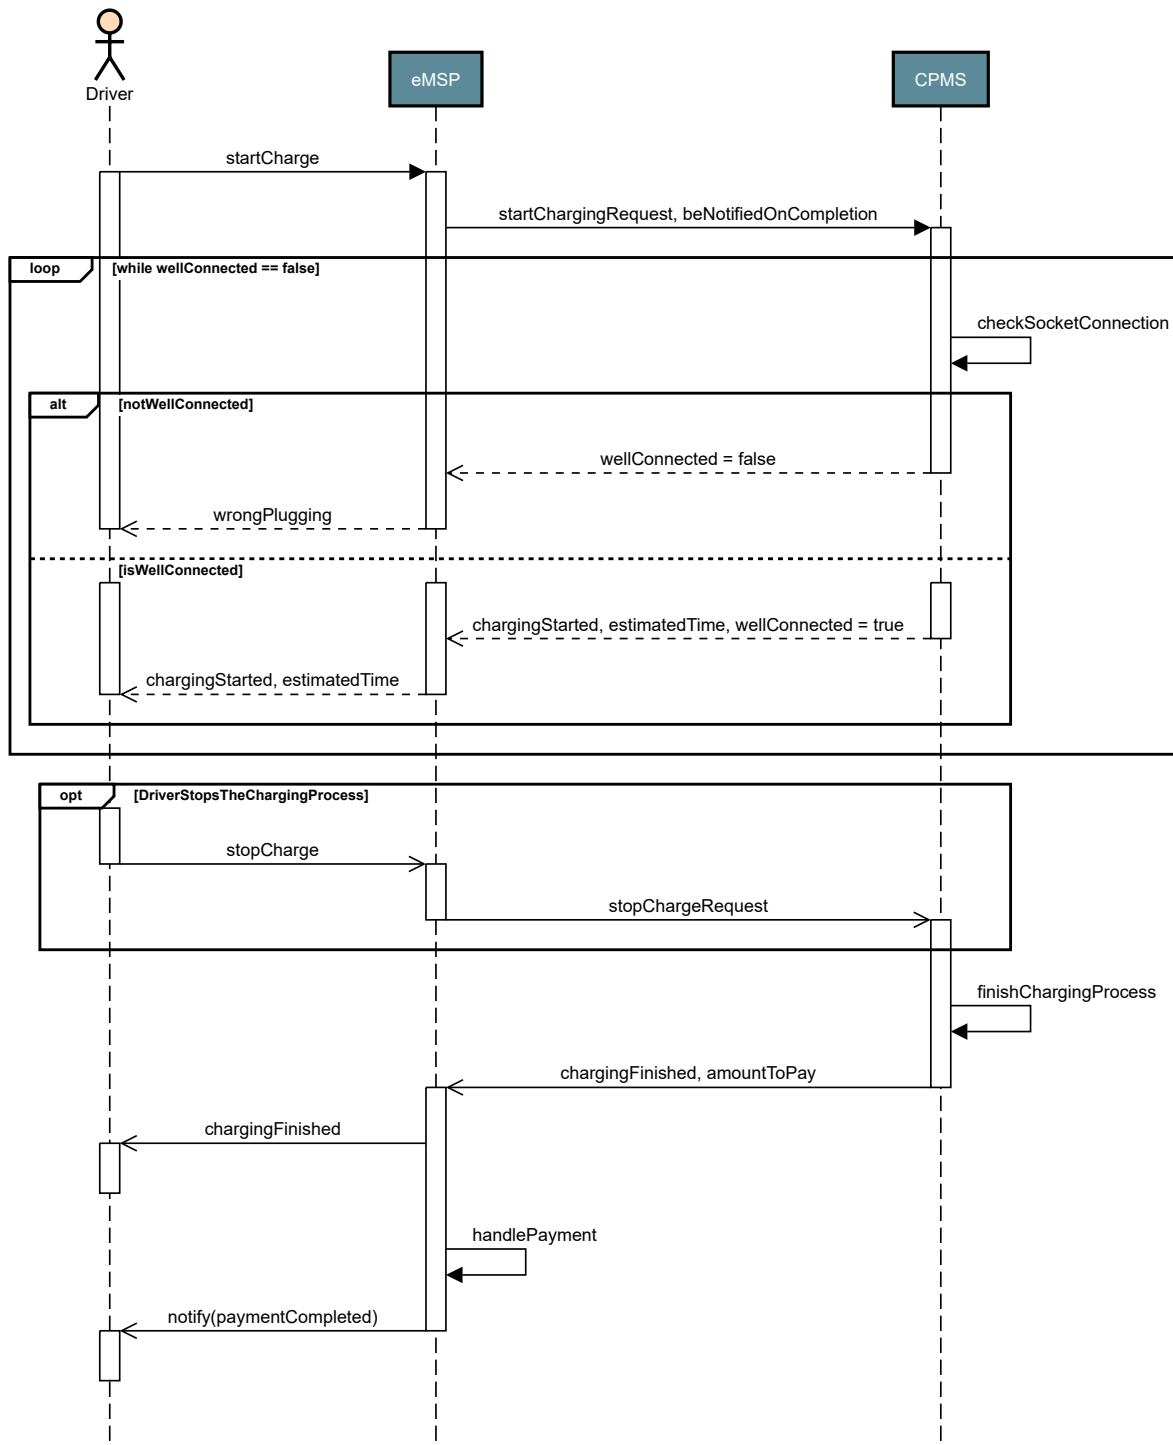 Driver
eMSP
CPMS
startCharge
startChargingRequest, beNotifiedOnCompletion
loop
[while wellConnected == false]
checkSocketConnection
alt
[notWellConnected]
wellConnected = false
wrongPlugging
[isWellConnected]
chargingStarted, estimatedTime, wellConnected = true
chargingStarted, estimatedTime
opt
[DriverStopsTheChargingProcess]
stopCharge
stopChargeRequest
finishChargingProcess
chargingFinished, amountToPay
chargingFinished
handlePayment
notify(paymentCompleted)